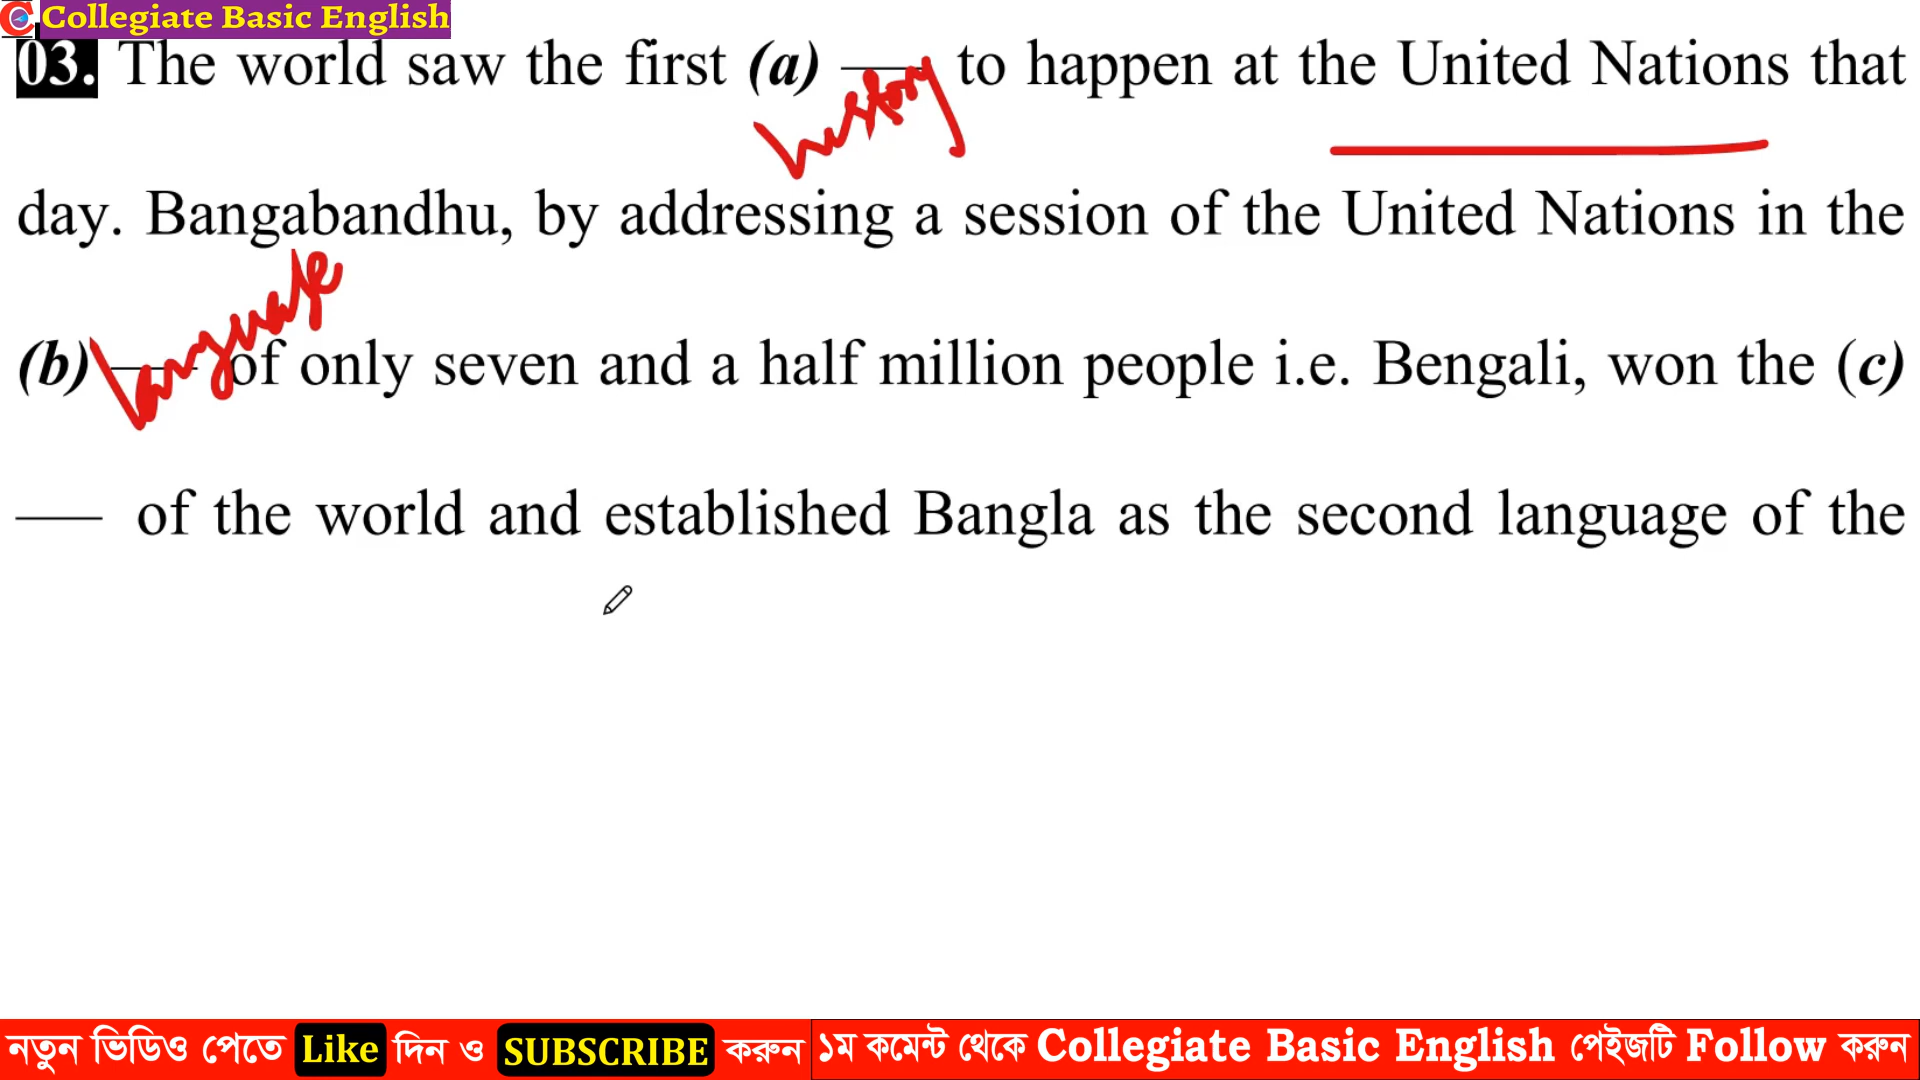 Collegiate Basic English
03. The world saw the first (a) ___ to happen at the United Nations that
history
day. Bangabandhu, by addressing a session of the United Nations in the
language
(b) ___ of only seven and a half million people i.e. Bengali, won the (c)
___ of the world and established Bangla as the second language of the
নতুন ভিডিও পেতে Like দিন ও SUBSCRIBE করুন ১ম কমেন্ট থেকে Collegiate Basic English পেইজটি Follow করুন